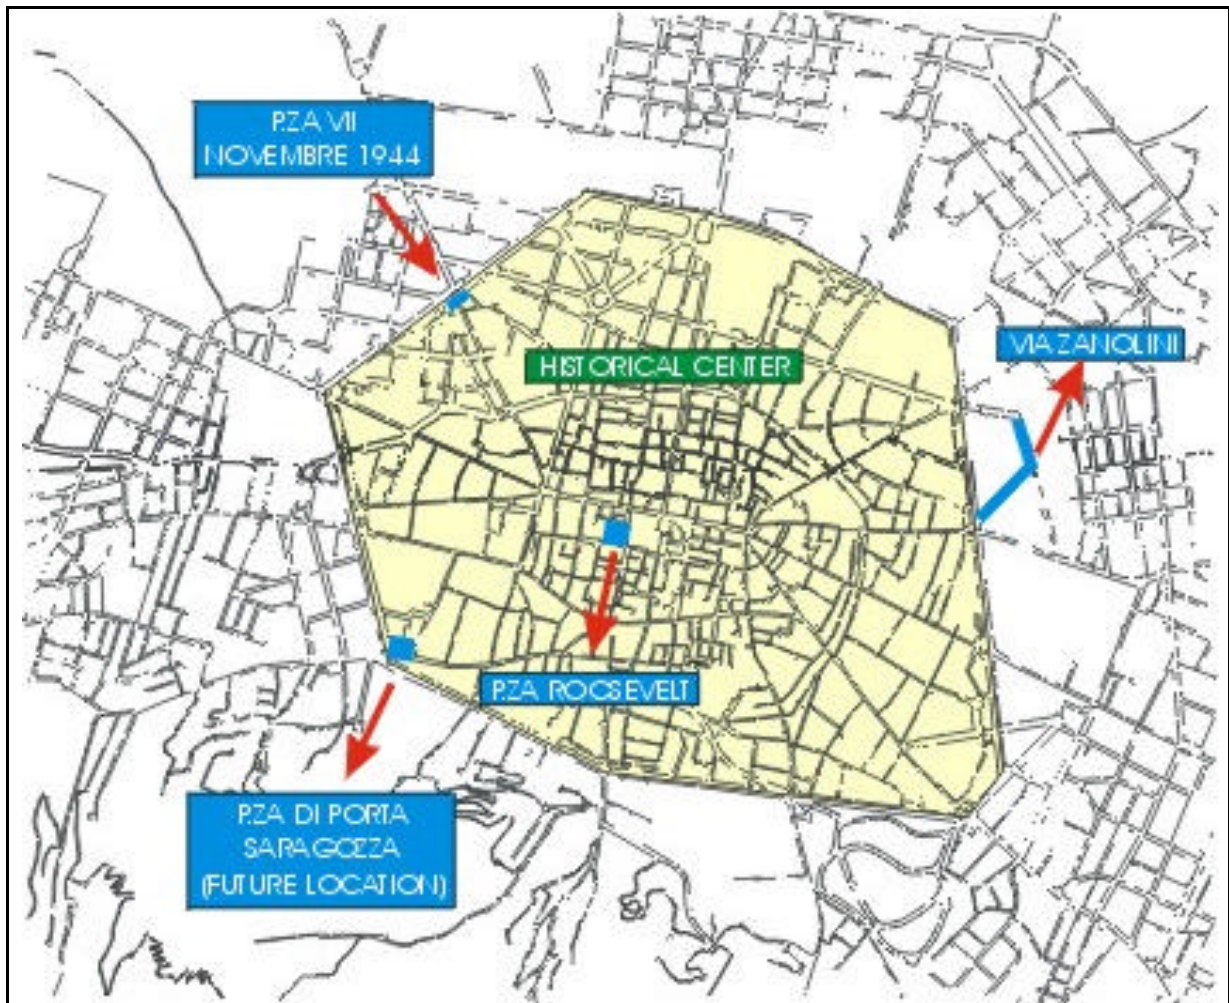 P.ZA VII
NOVEMBRE 1944
HISTORICAL CENTER
VIA ZANOLINI
P.ZA ROOSEVELT
P.ZA DI PORTA
SARAGOZZA
(FUTURE LOCATION)